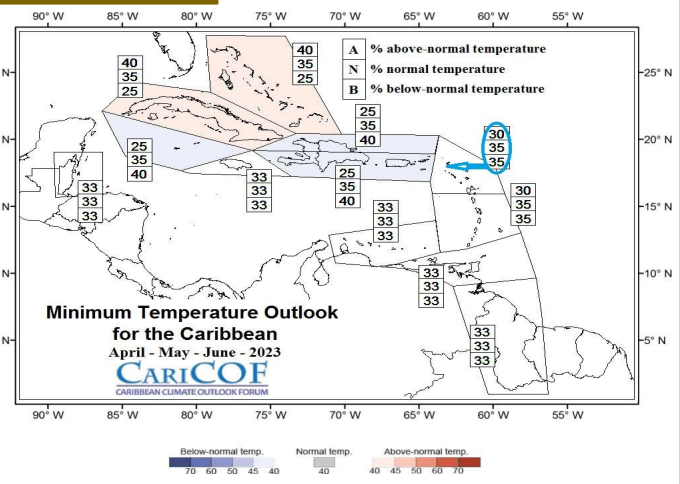 90° W 85° W 80° W 75° W 70° W 65° W 60° W 55° W
A % above-normal temperature
N % normal temperature
B % below-normal temperature
40
35
25
40
35
25
25
35
40
30
35
35
25
35
40
25
35
40
33
33
33
33
33
33
33
33
33
30
35
35
33
33
33
33
33
33
N
N
N
N
N
25° N
20° N
15° N
10° N
5° N
Minimum Temperature Outlook
for the Caribbean
April - May - June - 2023
CARICOF
CARIBBEAN CLIMATE OUTLOOK FORUM
90° W 85° W 80° W 75° W 70° W 65° W 60° W 55° W
Below-normal temp. Normal temp. Above-normal temp.
70 60 50 45 40 40 40 45 50 60 70